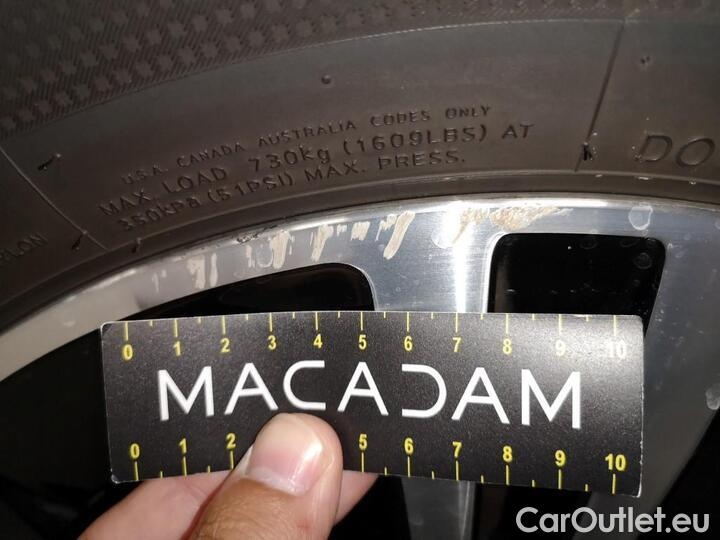 U.S.A. CANADA AUSTRALIA CODES ONLY
MAX. LOAD 730kg (1609LBS) AT
350kPa (51PSI) MAX. PRESS.
DO
0 1 2 3 4 5 6 7 8 9 10
MACADAM
0 1 2 5 6 7 8 9 10
CarOutlet.eu